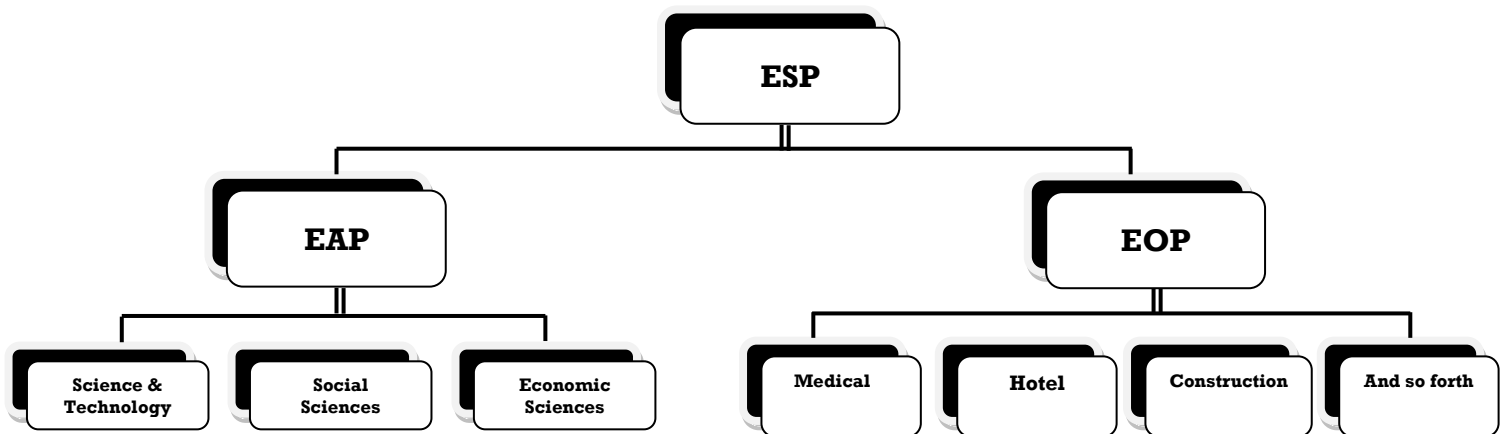 ESP
EAP
EOP
Science &
Technology
Social
Sciences
Economic
Sciences
Medical
Hotel
Construction
And so forth